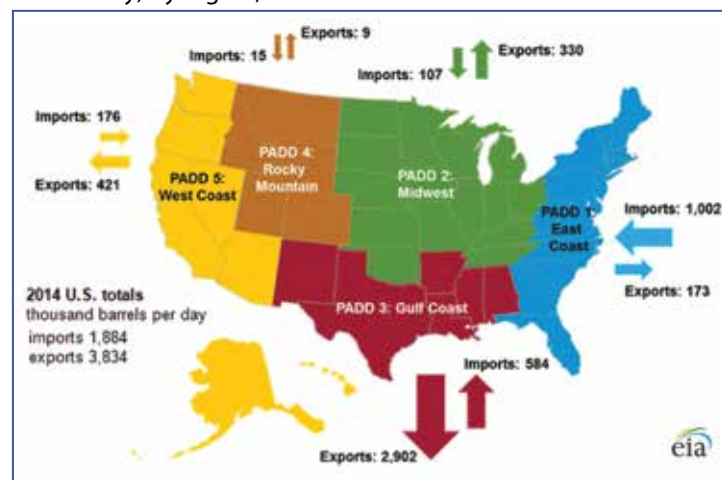 Exports: 9
Imports: 15
Exports: 330
Imports: 107
Imports: 176
Exports: 421
PADD 5:
West Coast
PADD 4:
Rocky
Mountain
PADD 2:
Midwest
PADD 1:
East
Coast
Imports: 1,002
Exports: 173
PADD 3: Gulf Coast
2014 U.S. totals
thousand barrels per day
imports 1,884
exports 3,834
Imports: 584
Exports: 2,902
eia